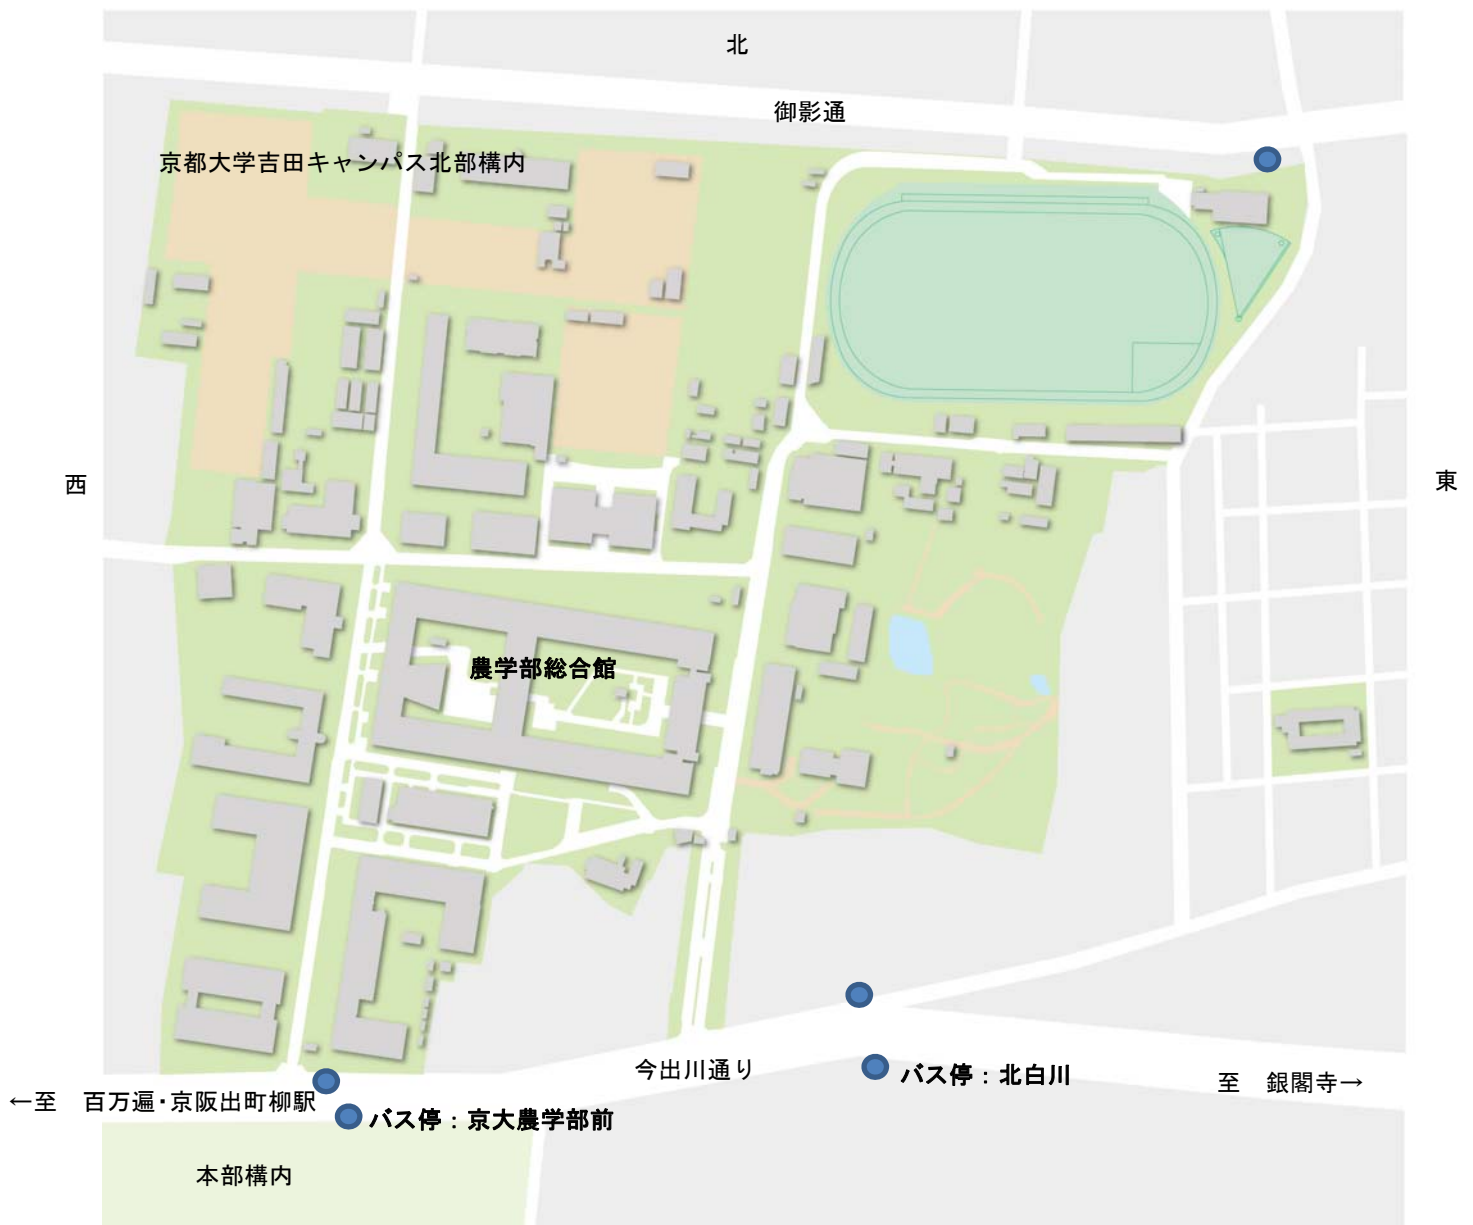 北
御影通
京都大学吉田キャンパス北部構内
西
東
農学部総合館
今出川通り
バス停：北白川
至　銀閣寺→
←至　百万遍・京阪出町柳駅
バス停：京大農学部前
本部構内